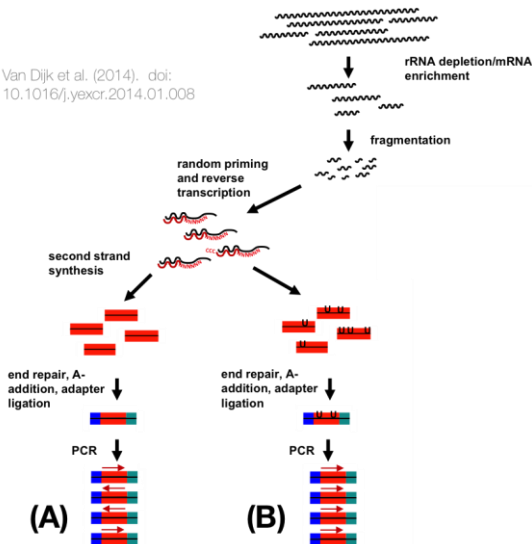 Van Dijk et al. (2014). doi:
10.1016/j.yexcr.2014.01.008
rRNA depletion/mRNA
enrichment
fragmentation
random priming
and reverse
transcription
second strand
synthesis
U U U
U UU U
U
end repair, A-
addition, adapter
ligation
end repair, A-
addition, adapter
ligation
U U
PCR
PCR
(A)
(B)